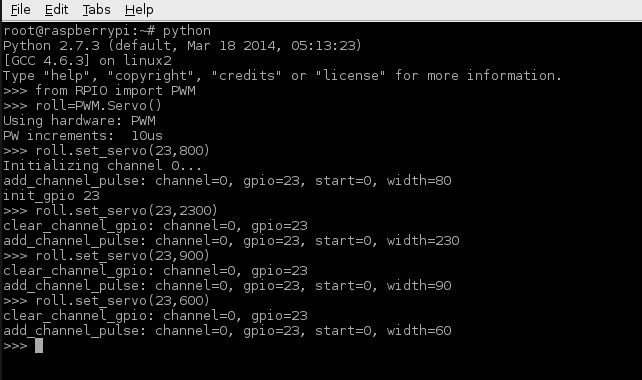 File Edit Tabs Help
root@raspberrypi:~# python
Python 2.7.3 (default, Mar 18 2014, 05:13:23)
[GCC 4.6.3] on linux2
Type "help", "copyright", "credits" or "license" for more information.
>>> from RPIO import PWM
>>> roll=PWM.Servo()
Using hardware: PWM
PW increments:  10us
>>> roll.set_servo(23,800)
Initializing channel 0...
add_channel_pulse: channel=0, gpio=23, start=0, width=80
init_gpio 23
>>> roll.set_servo(23,2300)
clear_channel_gpio: channel=0, gpio=23
add_channel_pulse: channel=0, gpio=23, start=0, width=230
>>> roll.set_servo(23,900)
clear_channel_gpio: channel=0, gpio=23
add_channel_pulse: channel=0, gpio=23, start=0, width=90
>>> roll.set_servo(23,600)
clear_channel_gpio: channel=0, gpio=23
add_channel_pulse: channel=0, gpio=23, start=0, width=60
>>>